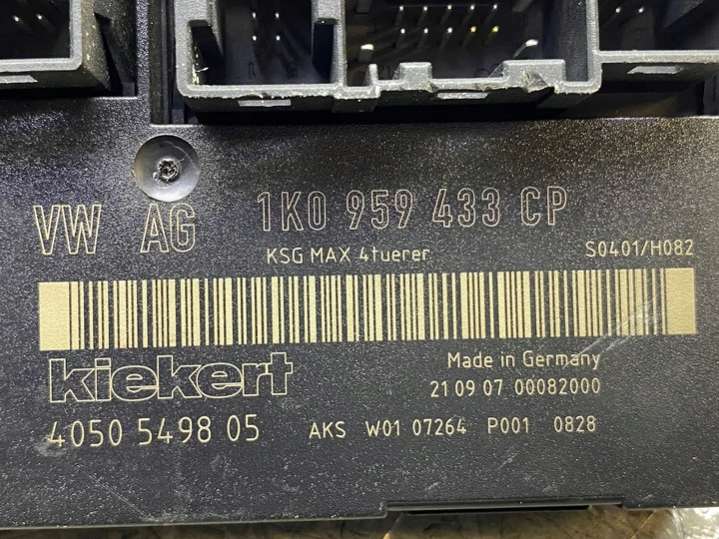 VW AG 1K0 959 433 CP
KSG MAX 4tuerer S0401/H082
kiekert Made in Germany
21 09 07 00082000
4050 5498 05 AKS W01 07264 P001 0828